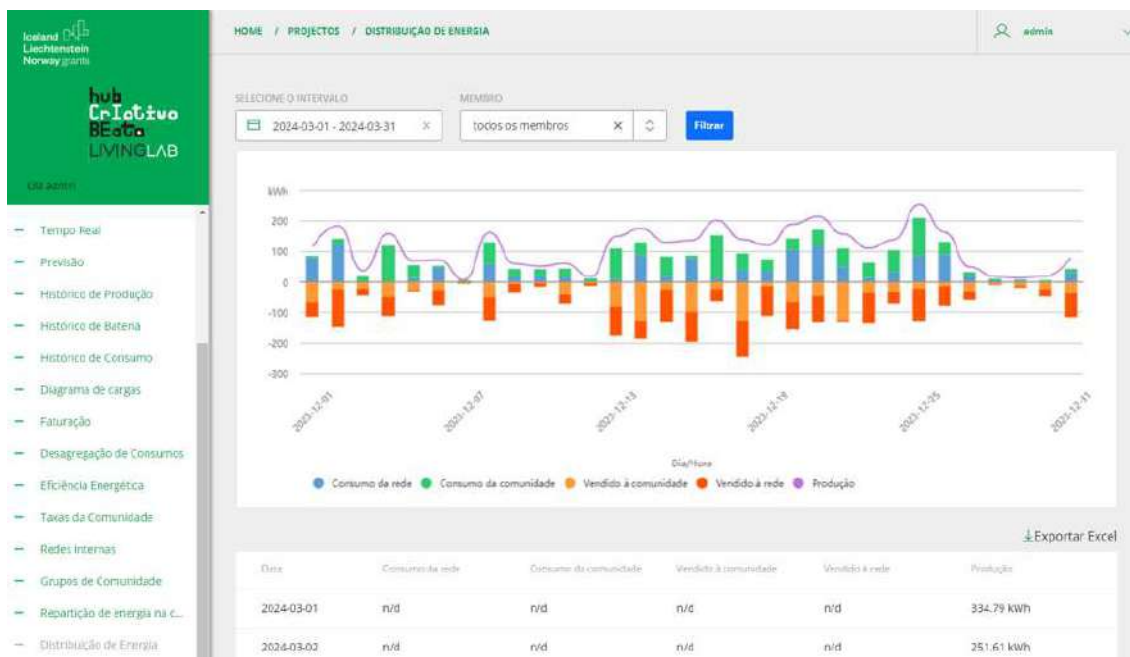 Iceland
Liechtenstein
Norway grants
hub
CrIativo
BEato
LIVINGLAB
Olá admin
HOME / PROJECTOS / DISTRIBUIÇÃO DE ENERGIA
admin
SELECIONE O INTERVALO
MEMBRO
2024-03-01 - 2024-03-31
todos os membros
Filtrar
Tempo Real
Previsão
Histórico de Produção
Histórico de Bateria
Histórico de Consumo
Diagrama de cargas
Faturação
Desagregação de Consumos
Eficiência Energética
Taxas da Comunidade
Redes Internas
Grupos de Comunidade
Repartição de energia na c...
Distribuição de Energia
kWh
200
100
0
-100
-200
-300
2023-12-01 2023-12-07 2023-12-13 2023-12-19 2023-12-25 2023-12-31
Dia/Hora
Consumo da rede Consumo da comunidade Vendido à comunidade Vendido à rede Produção
Exportar Excel
Data Consumo da rede Consumo da comunidade Vendido à comunidade Vendido à rede Produção
2024-03-01 n/d n/d n/d n/d 334.79 kWh
2024-03-02 n/d n/d n/d n/d 251.61 kWh